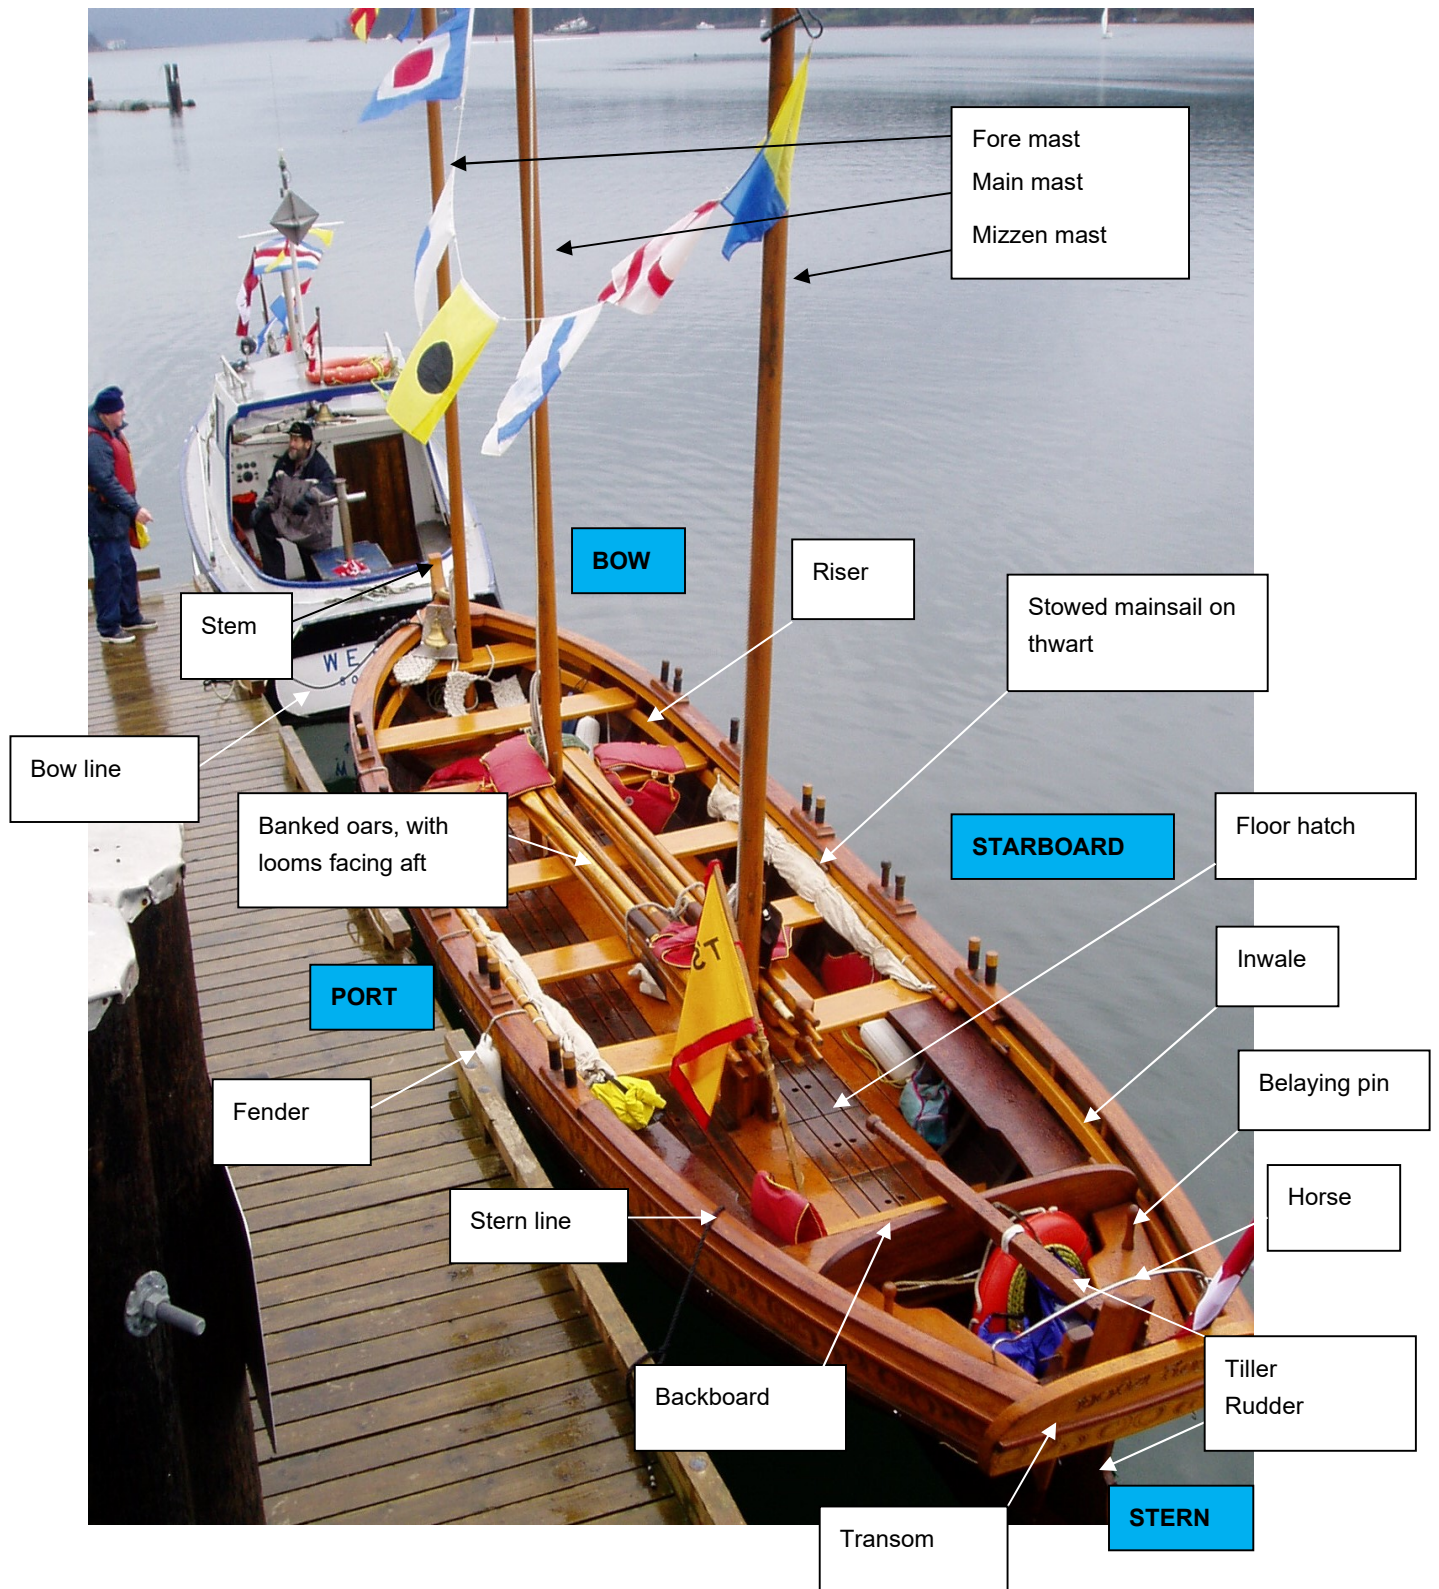 Fore mast
Main mast
Mizzen mast
BOW
Riser
Stowed mainsail on
thwart
Stem
WE
SO
Bow line
Banked oars, with
looms facing aft
STARBOARD
Floor hatch
T'S
Inwale
PORT
Belaying pin
Fender
Horse
Stern line
Tiller
Rudder
Backboard
STERN
Transom